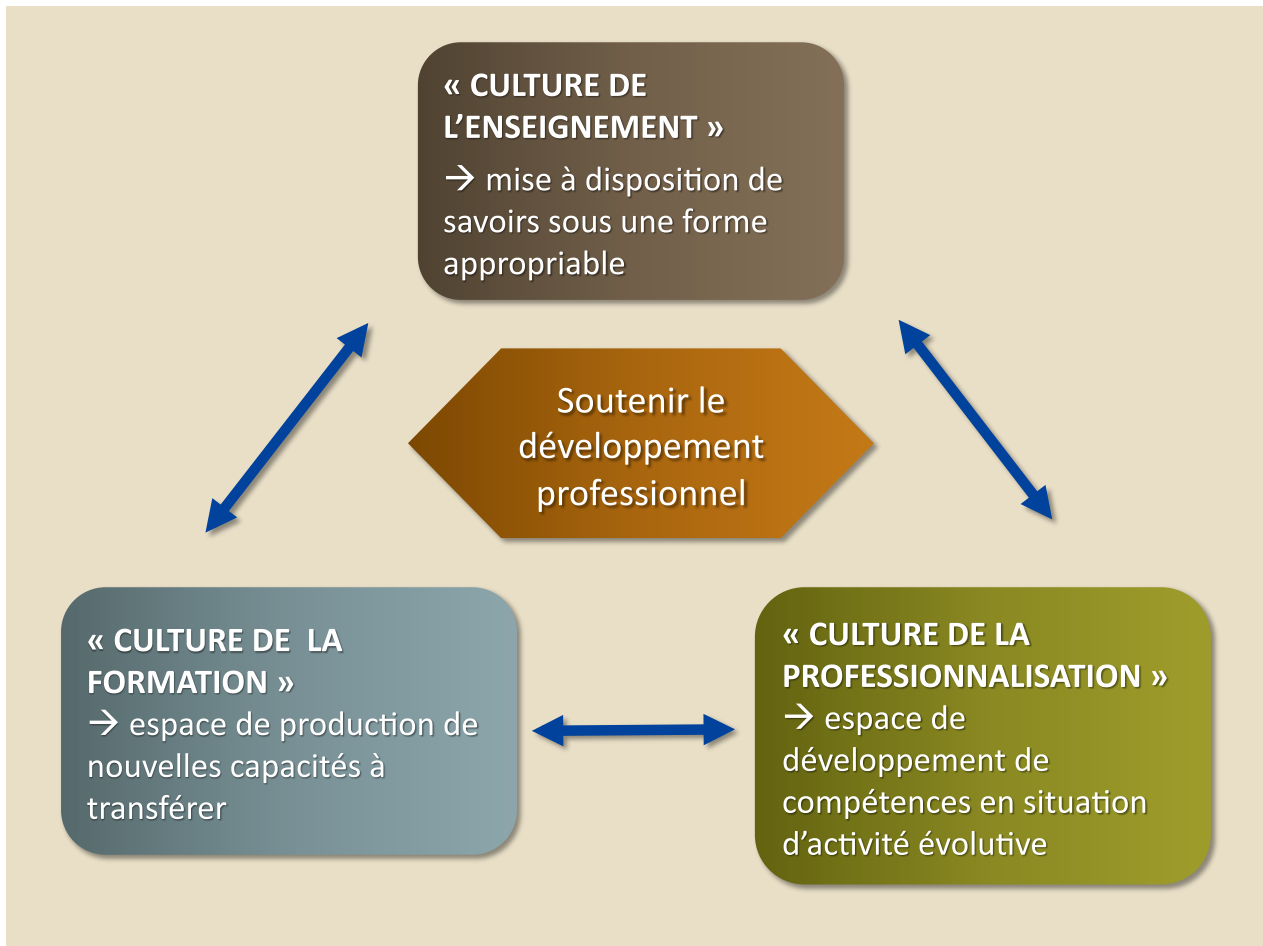 « CULTURE DE
L’ENSEIGNEMENT »
→ mise à disposition de
savoirs sous une forme
appropriable
Soutenir le
développement
professionnel
« CULTURE DE  LA
FORMATION »
→ espace de production de
nouvelles capacités à
transférer
« CULTURE DE LA
PROFESSIONNALISATION »
→ espace de
développement de
compétences en situation
d’activité évolutive